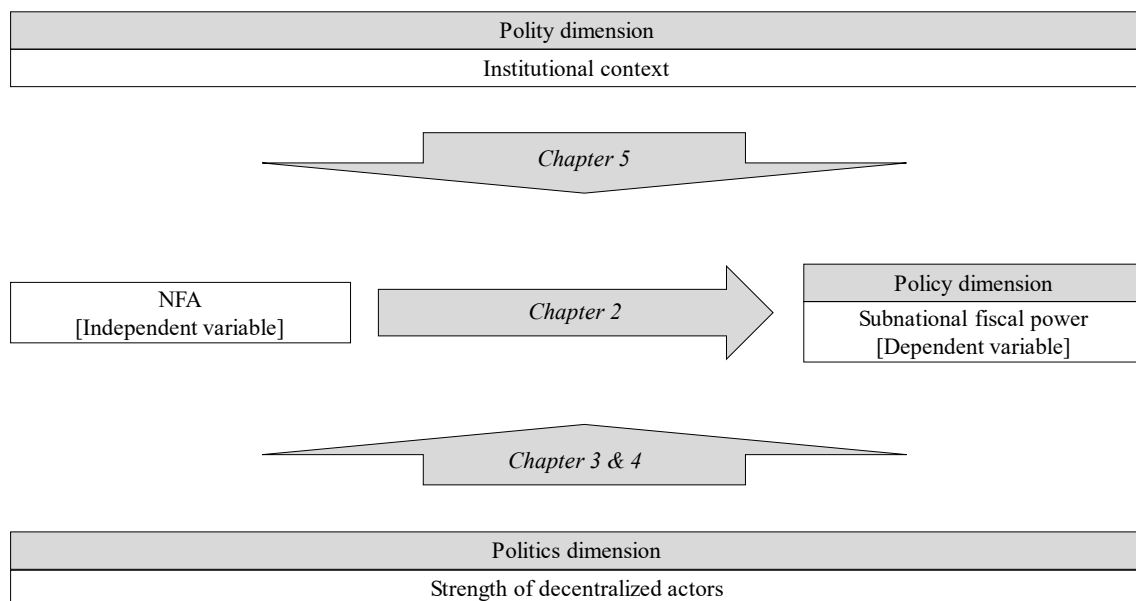 Polity dimension
Institutional context
Chapter 5
NFA
[Independent variable]
Chapter 2
Policy dimension
Subnational fiscal power
[Dependent variable]
Chapter 3 & 4
Politics dimension
Strength of decentralized actors